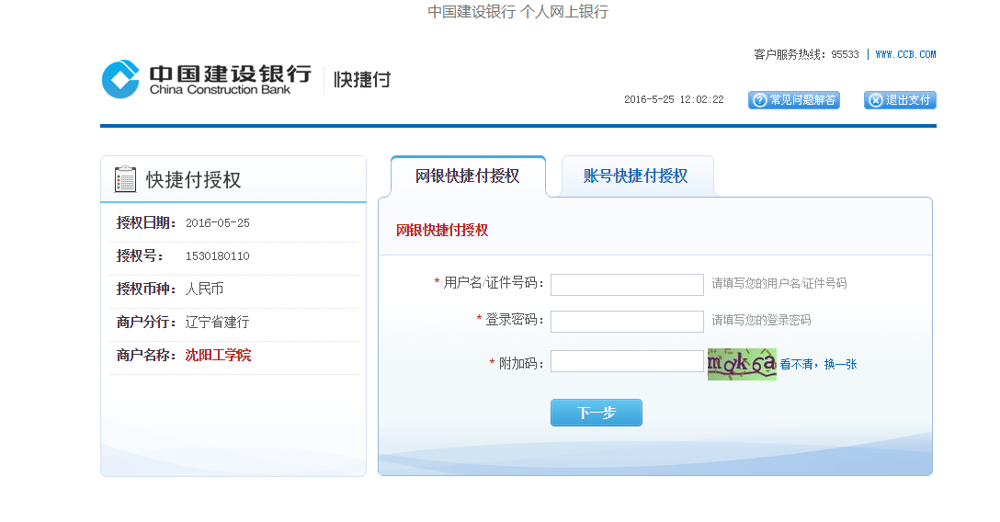 中国建设银行 个人网上银行
客户服务热线: 95533 | WWW.CCB.COM
中国建设银行
China Construction Bank
快捷付
2016-5-25 12:02:22
常见问题解答
退出支付
快捷付授权
授权日期: 2016-05-25
授权号: 1530180110
授权币种: 人民币
商户分行: 辽宁省建行
商户名称: 沈阳工学院
网银快捷付授权
账号快捷付授权
网银快捷付授权
* 用户名/证件号码: 请填写您的用户名/证件号码
* 登录密码: 请填写您的登录密码
* 附加码: mqk6a 看不清，换一张
下一步